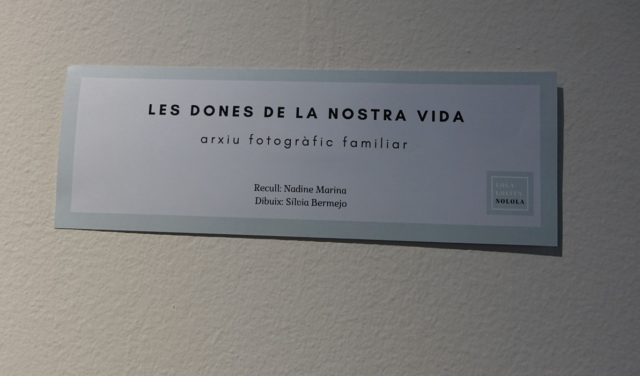 LES DONES DE LA NOSTRA VIDA
arxiu fotogràfic familiar
Recull: Nadine Marina
Dibuix: Sílvia Bermejo
NOLOLA